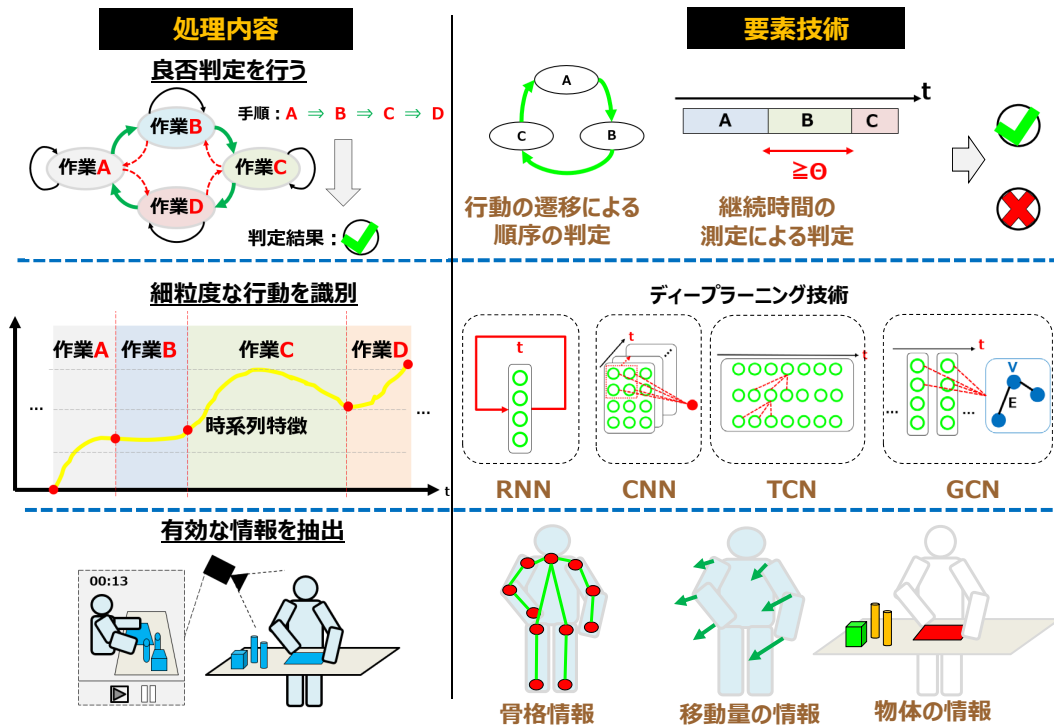 処理内容
良否判定を行う
手順：A ⇒ B ⇒ C ⇒ D
作業B
作業A
作業C
作業D
判定結果：
要素技術
A
C
B
t
A
B
C
≧Θ
行動の遷移による
順序の判定
継続時間の
測定による判定
細粒度な行動を識別
作業A
作業B
作業C
作業D
...
時系列特徴
...
t
ディープラーニング技術
t
t
...
t
t
V
E
...
...
RNN
CNN
TCN
GCN
有効な情報を抽出
00:13
骨格情報
移動量の情報
物体の情報